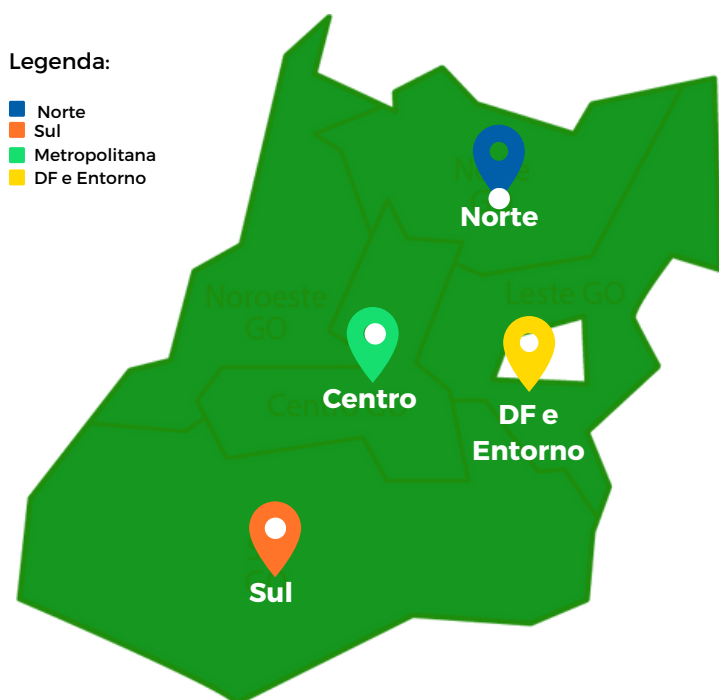 Legenda:
Norte
Sul
Metropolitana
DF e Entorno
Norte
Noroeste
GO
Leste GO
Centro
DF e
Entorno
Sul